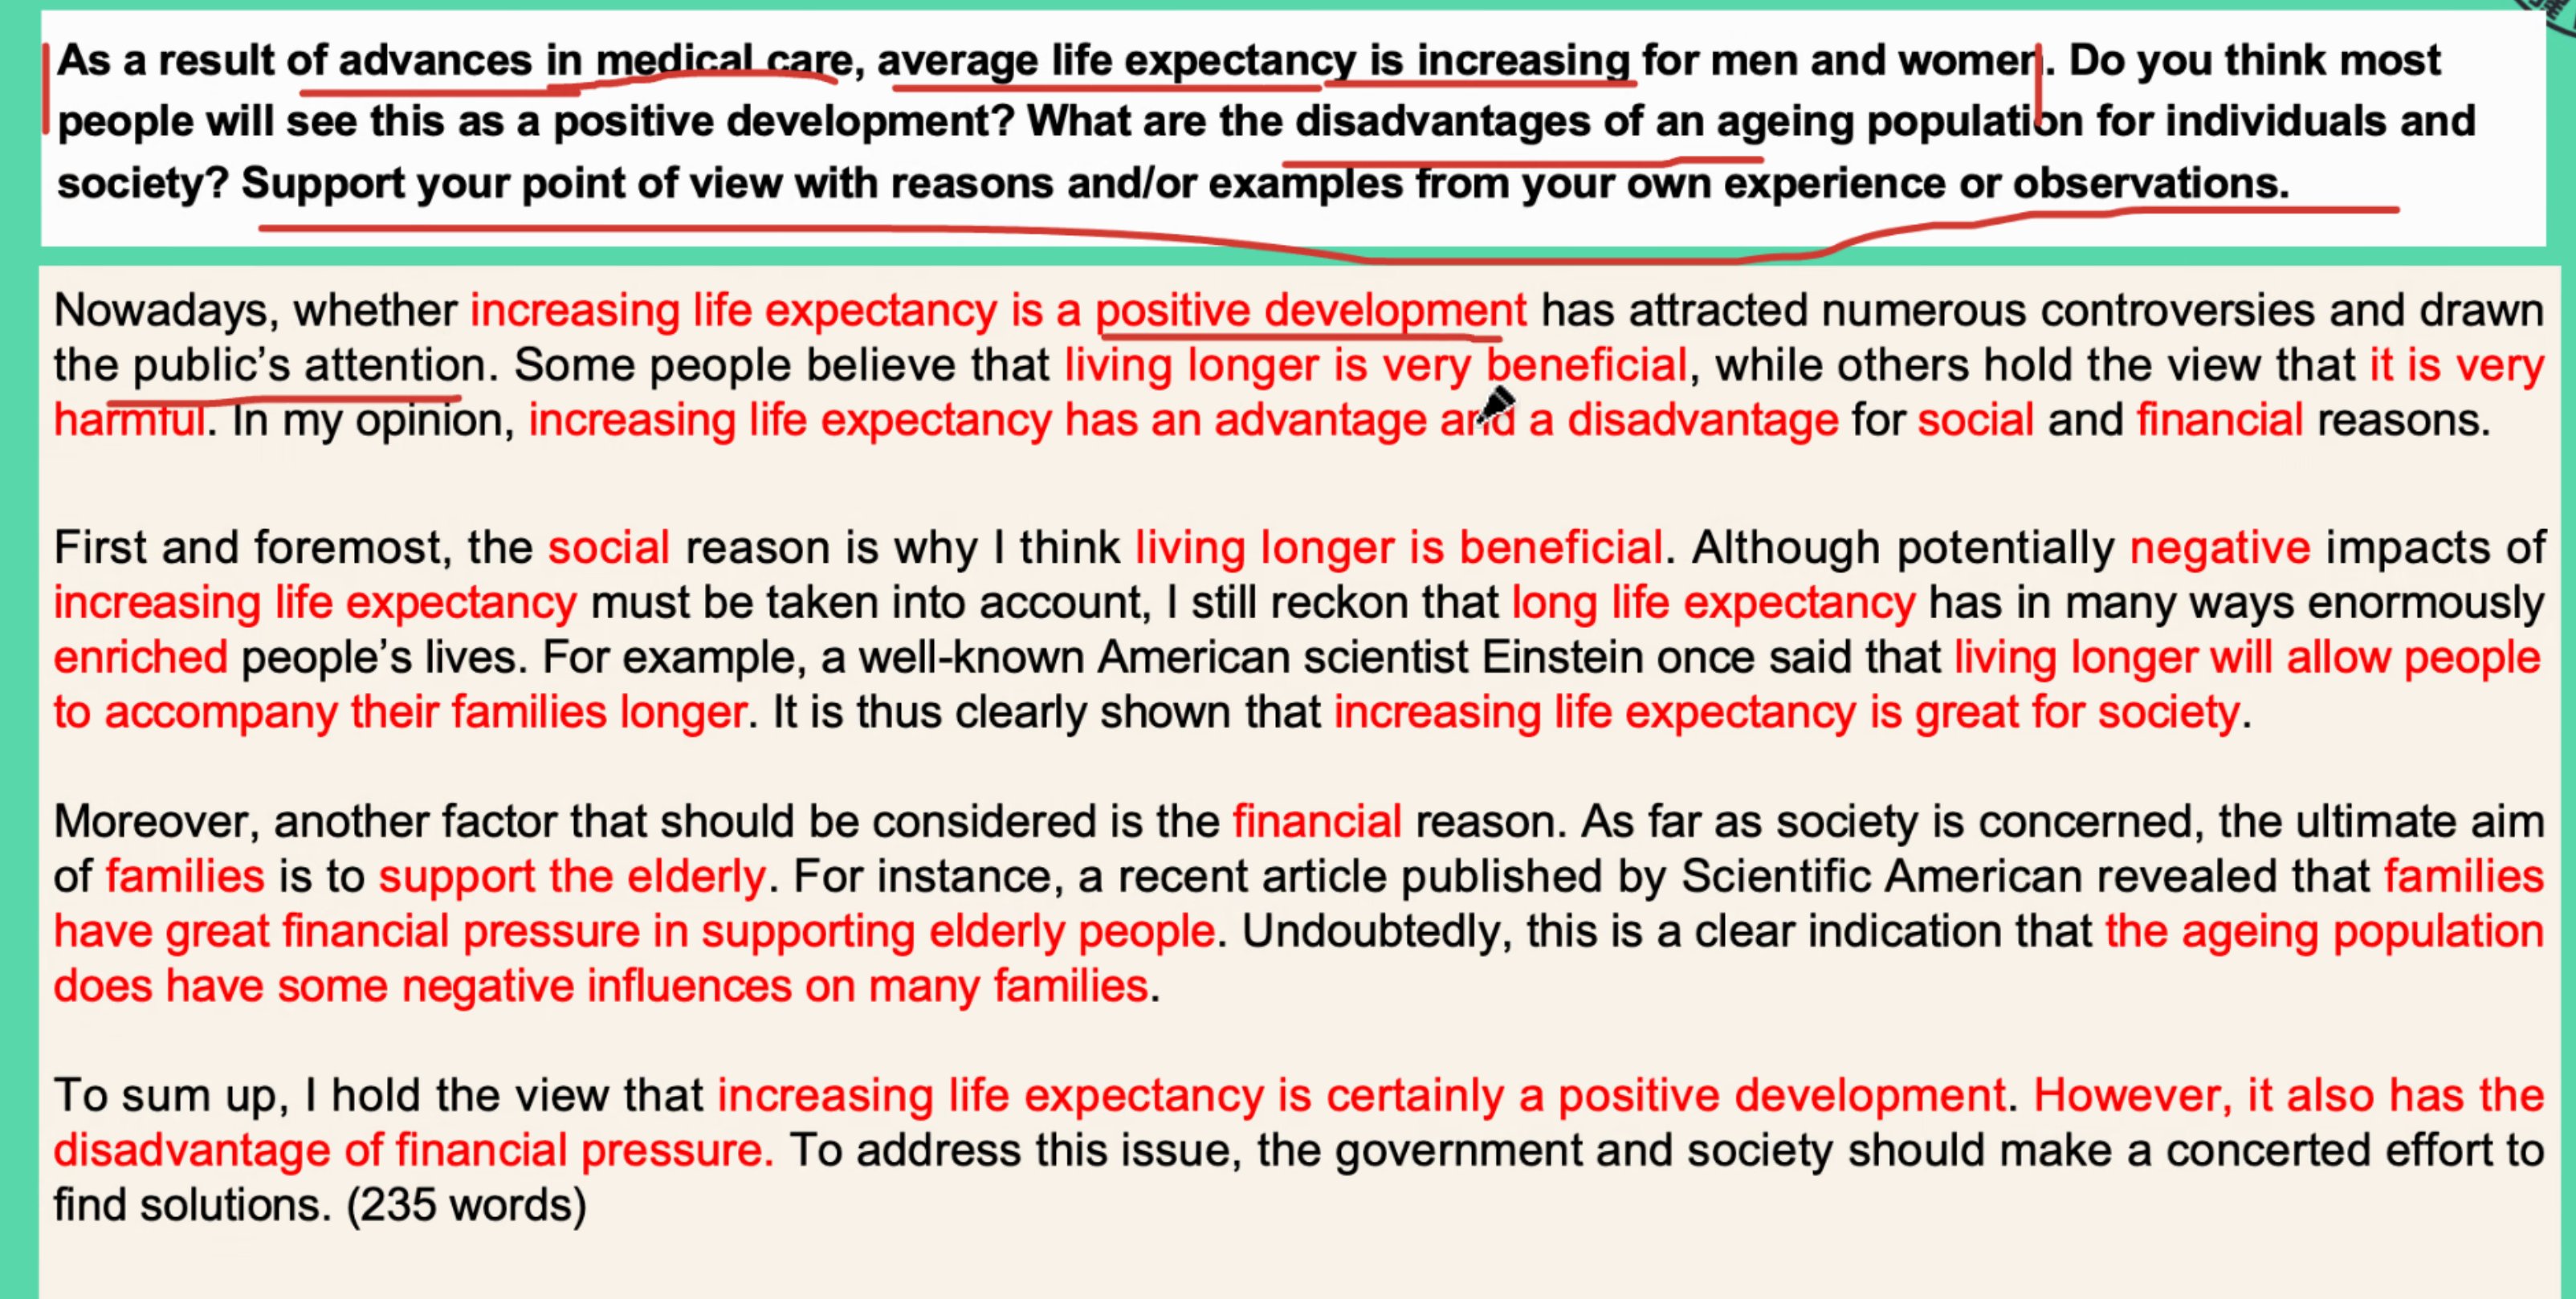 As a result of advances in medical care, average life expectancy is increasing for men and women. Do you think most
people will see this as a positive development? What are the disadvantages of an ageing population for individuals and
society? Support your point of view with reasons and/or examples from your own experience or observations.
Nowadays, whether increasing life expectancy is a positive development has attracted numerous controversies and drawn
the public's attention. Some people believe that living longer is very beneficial, while others hold the view that it is very
harmful. In my opinion, increasing life expectancy has an advantage and a disadvantage for social and financial reasons.
First and foremost, the social reason is why I think living longer is beneficial. Although potentially negative impacts of
increasing life expectancy must be taken into account, I still reckon that long life expectancy has in many ways enormously
enriched people's lives. For example, a well-known American scientist Einstein once said that living longer will allow people
to accompany their families longer. It is thus clearly shown that increasing life expectancy is great for society.
Moreover, another factor that should be considered is the financial reason. As far as society is concerned, the ultimate aim
of families is to support the elderly. For instance, a recent article published by Scientific American revealed that families
have great financial pressure in supporting elderly people. Undoubtedly, this is a clear indication that the ageing population
does have some negative influences on many families.
To sum up, I hold the view that increasing life expectancy is certainly a positive development. However, it also has the
disadvantage of financial pressure. To address this issue, the government and society should make a concerted effort to
find solutions. (235 words)